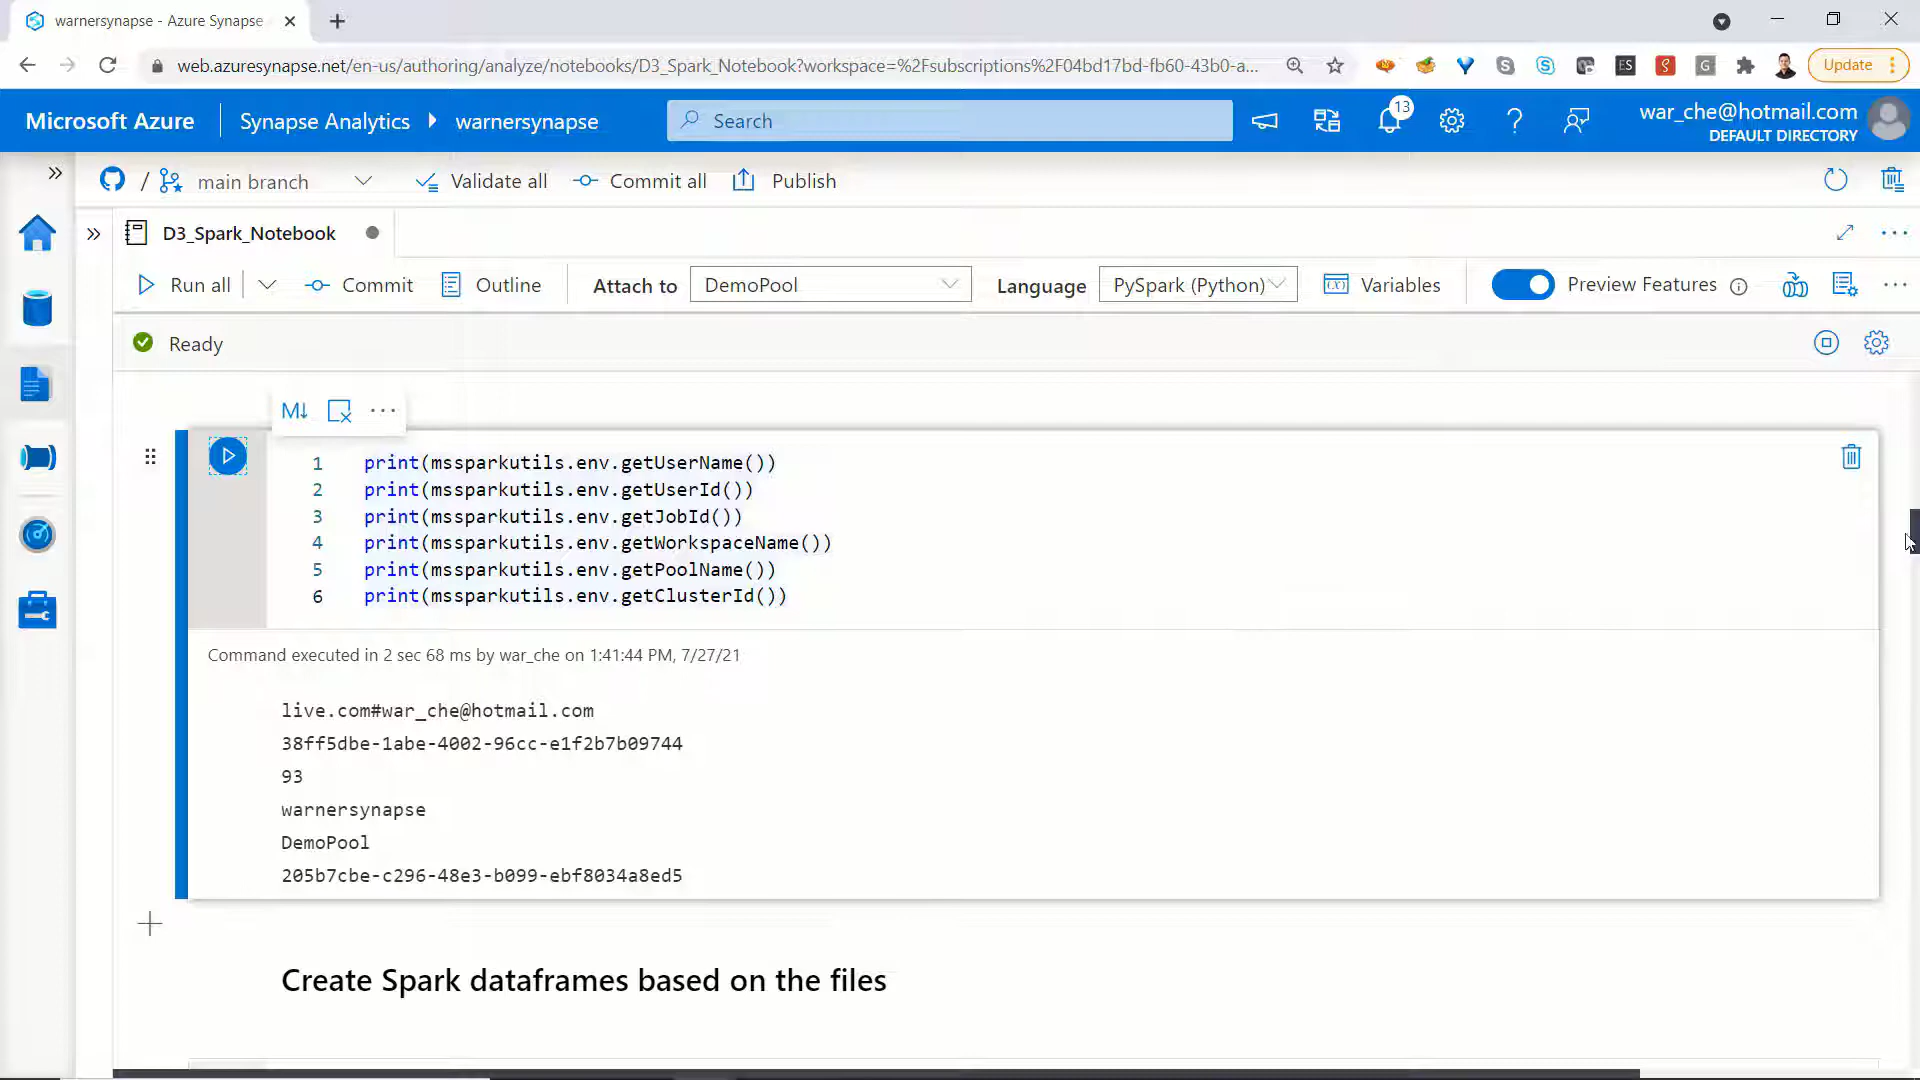 warnersynapse - Azure Synapse
web.azuresynapse.net/en-us/authoring/analyze/notebooks/D3_Spark_Notebook?workspace=%2Fsubscriptions%2F04bd17bd-fb60-43b0-a...
ES
G
Update
Microsoft Azure
Synapse Analytics
warnersynapse
Search
13
war_che@hotmail.com
DEFAULT DIRECTORY
/ main branch
Validate all
Commit all
Publish
D3_Spark_Notebook
Run all
Commit
Outline
Attach to
DemoPool
Language
PySpark (Python)
Variables
Preview Features
Ready
M↓
1 print(mssparkutils.env.getUserName())
2 print(mssparkutils.env.getUserId())
3 print(mssparkutils.env.getJobId())
4 print(mssparkutils.env.getWorkspaceName())
5 print(mssparkutils.env.getPoolName())
6 print(mssparkutils.env.getClusterId())
Command executed in 2 sec 68 ms by war_che on 1:41:44 PM, 7/27/21
live.com#war_che@hotmail.com
38ff5dbe-1abe-4002-96cc-e1f2b7b09744
93
warnersynapse
DemoPool
205b7cbe-c296-48e3-b099-ebf8034a8ed5
Create Spark dataframes based on the files